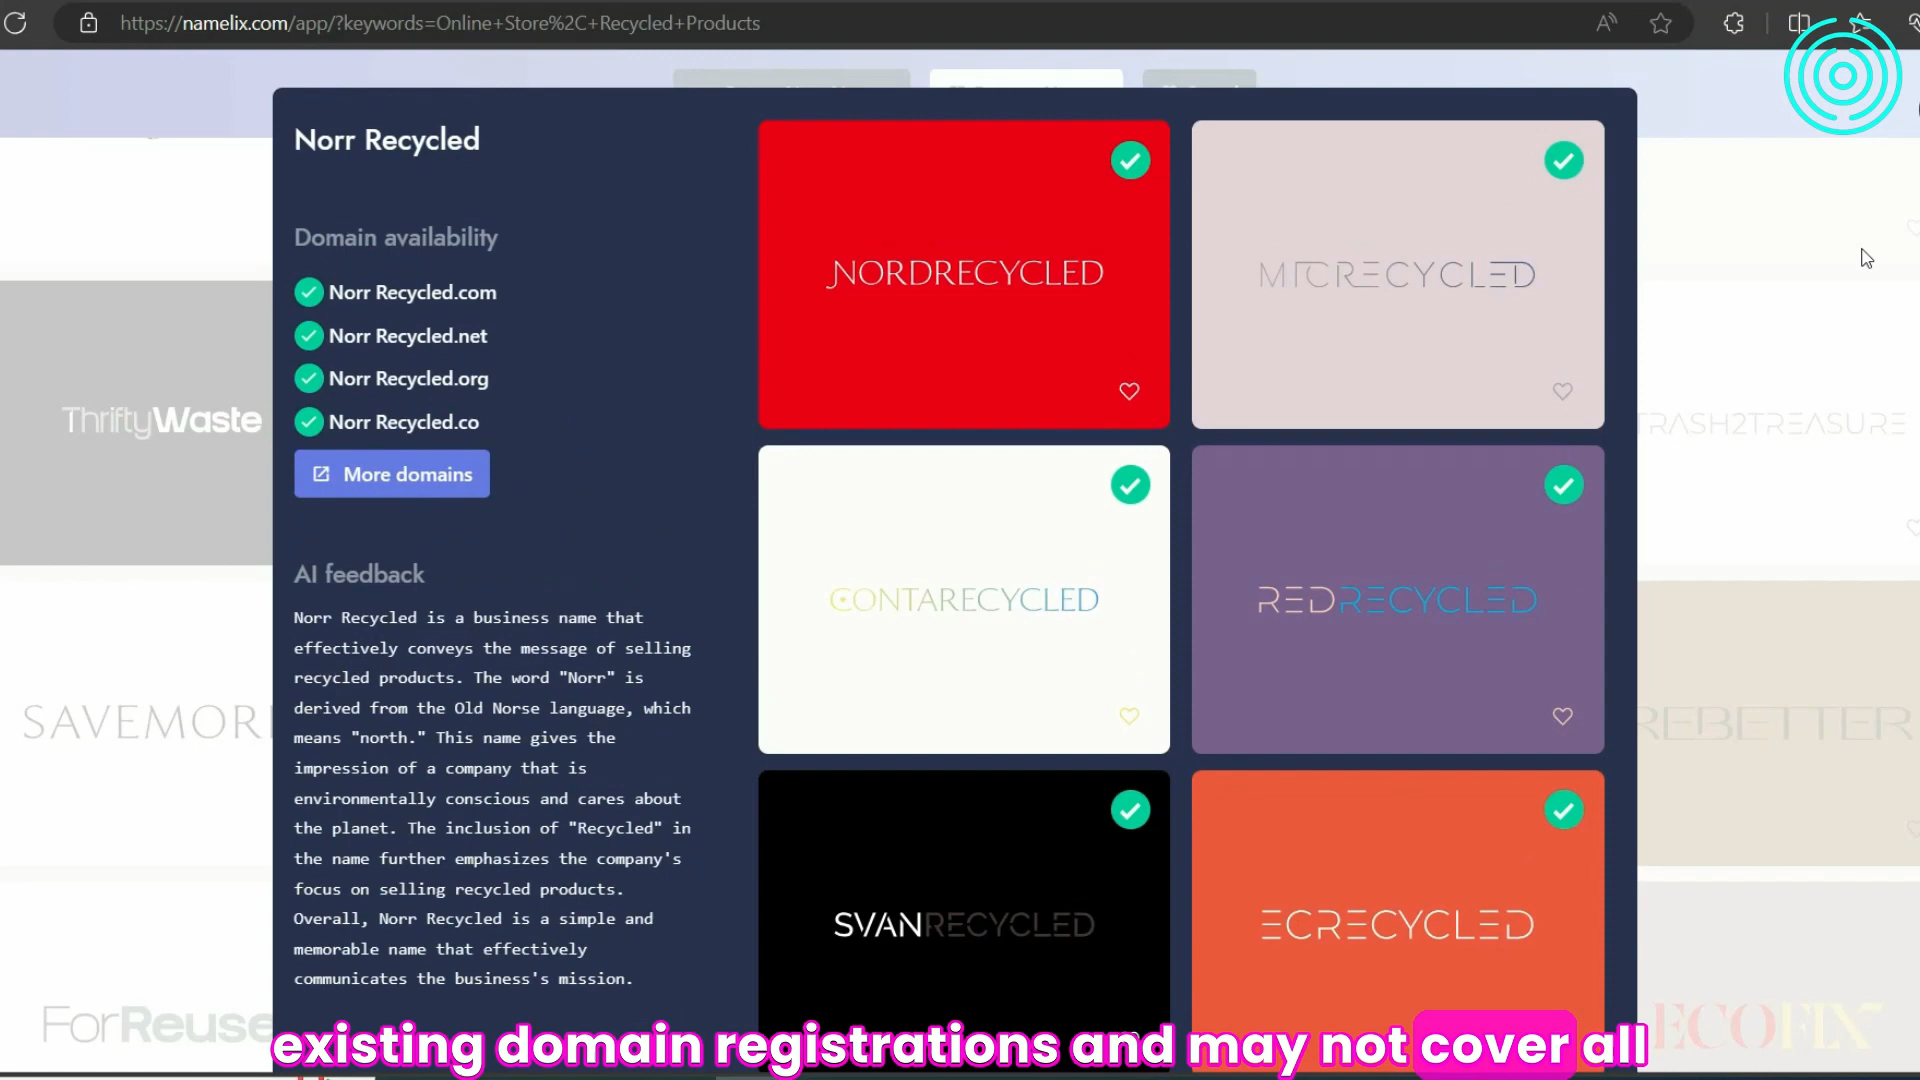 https://namelix.com/app/?keywords=Online+Store%2C+Recycled+Products
Norr Recycled
Domain availability
Norr Recycled.com
Norr Recycled.net
Norr Recycled.org
Norr Recycled.co
More domains
AI feedback
Norr Recycled is a business name that
effectively conveys the message of selling
recycled products. The word "Norr" is
derived from the Old Norse language, which
means "north." This name gives the
impression of a company that is
environmentally conscious and cares about
the planet. The inclusion of "Recycled" in
the name further emphasizes the company's
focus on selling recycled products.
Overall, Norr Recycled is a simple and
memorable name that effectively
communicates the business's mission.
NORDRECYCLED
MICRECYCLED
CONTARECYCLED
REDRECYCLED
SVANRECYCLED
ECRECYCLED
ThriftyWaste
SAVEMOR
ForReuse
TRASH2TREASURE
REBETTER
ECOFIX
existing domain registrations and may not cover all